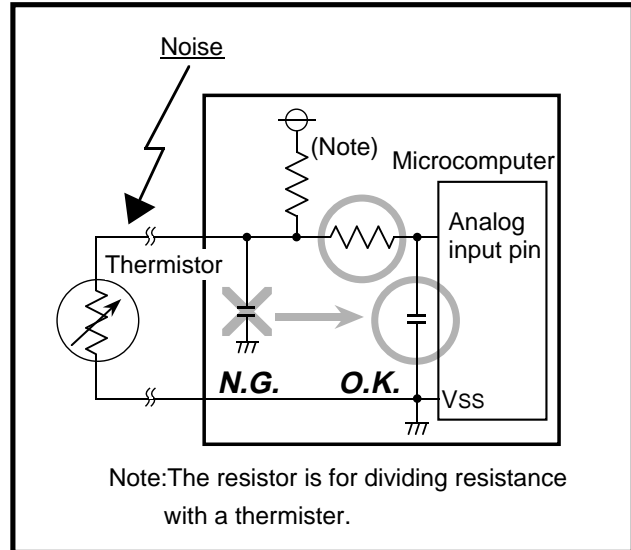 Noise
(Note)
Microcomputer
Analog
input pin
Thermistor
N.G.
O.K.
VSS
Note:The resistor is for dividing resistance
with a thermister.